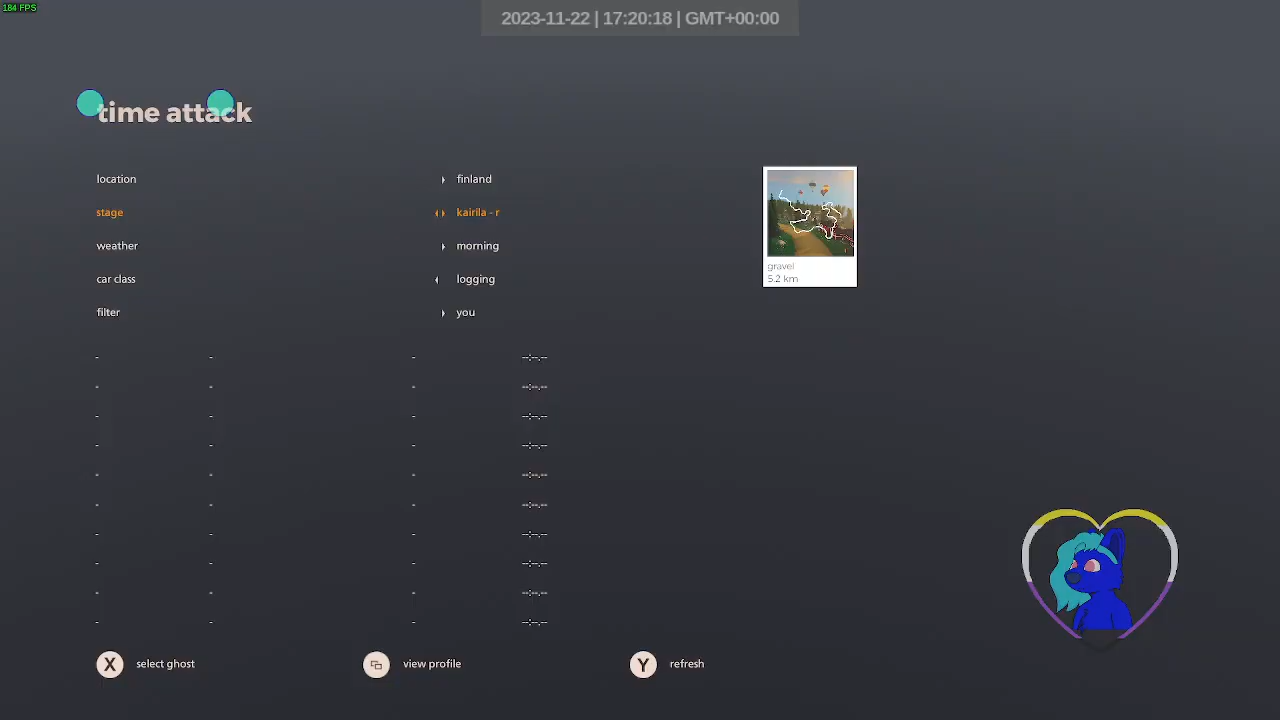 184 FPS
2023-11-22 | 17:20:18 | GMT+00:00
time attack
location finland
stage kairila - r
weather morning
car class logging
filter you
gravel
5.2 km
- - - --:--.--
- - - --:--.--
- - - --:--.--
- - - --:--.--
- - - --:--.--
- - - --:--.--
- - - --:--.--
- - - --:--.--
- - - --:--.--
- - - --:--.--
X select ghost view profile Y refresh